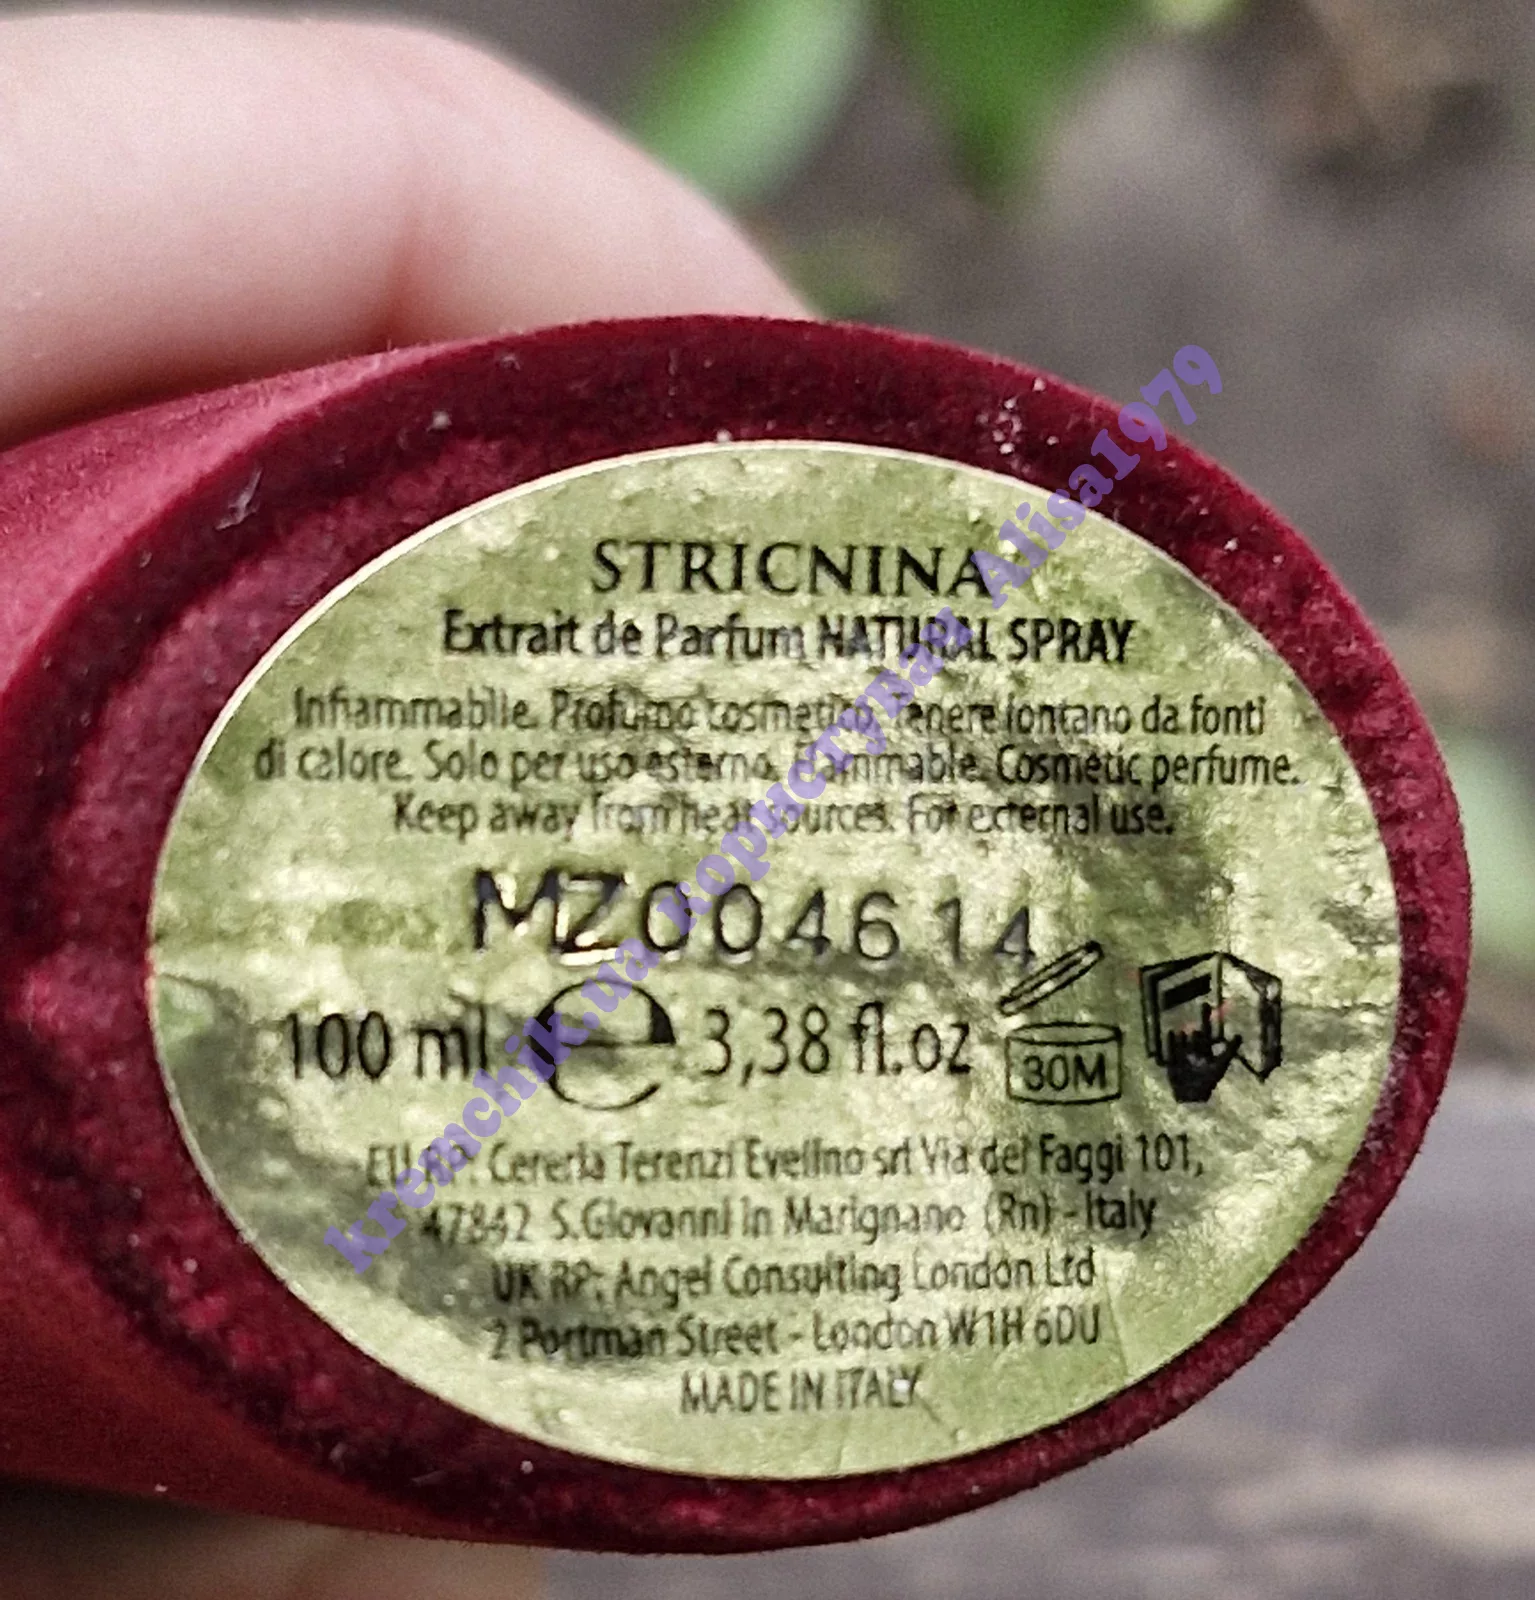 STRICNINA
Extrait de Parfum NATURAL SPRAY
Infiammabile. Profumo cosmetico. Tenere lontano da fonti
di calore. Solo per uso esterno. Flammable. Cosmetic perfume.
Keep away from heat sources. For external use.
MZ004614
100 ml e 3,38 fl.oz 30M
EU RP: Cereria Terenzi Evelino srl Via dei Faggi 101,
47842 S.Giovanni in Marignano (Rn) - Italy
UK RP: Angel Consulting London Ltd
2 Portman Street - London W1H 6DU
MADE IN ITALY
kremchik.ua користувач Alisa1979